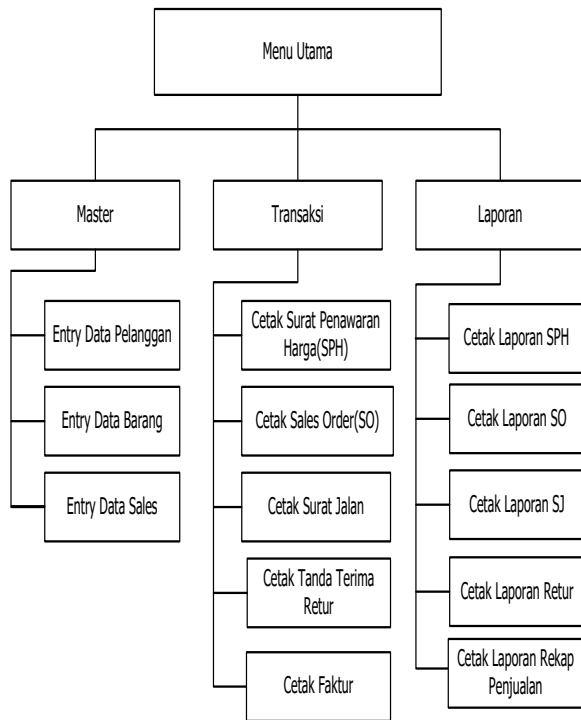 Menu Utama
Master
Transaksi
Laporan
Entry Data Pelanggan
Entry Data Barang
Entry Data Sales
Cetak Surat Penawaran
Harga(SPH)
Cetak Sales Order(SO)
Cetak Surat Jalan
Cetak Tanda Terima
Retur
Cetak Faktur
Cetak Laporan SPH
Cetak Laporan SO
Cetak Laporan SJ
Cetak Laporan Retur
Cetak Laporan Rekap
Penjualan